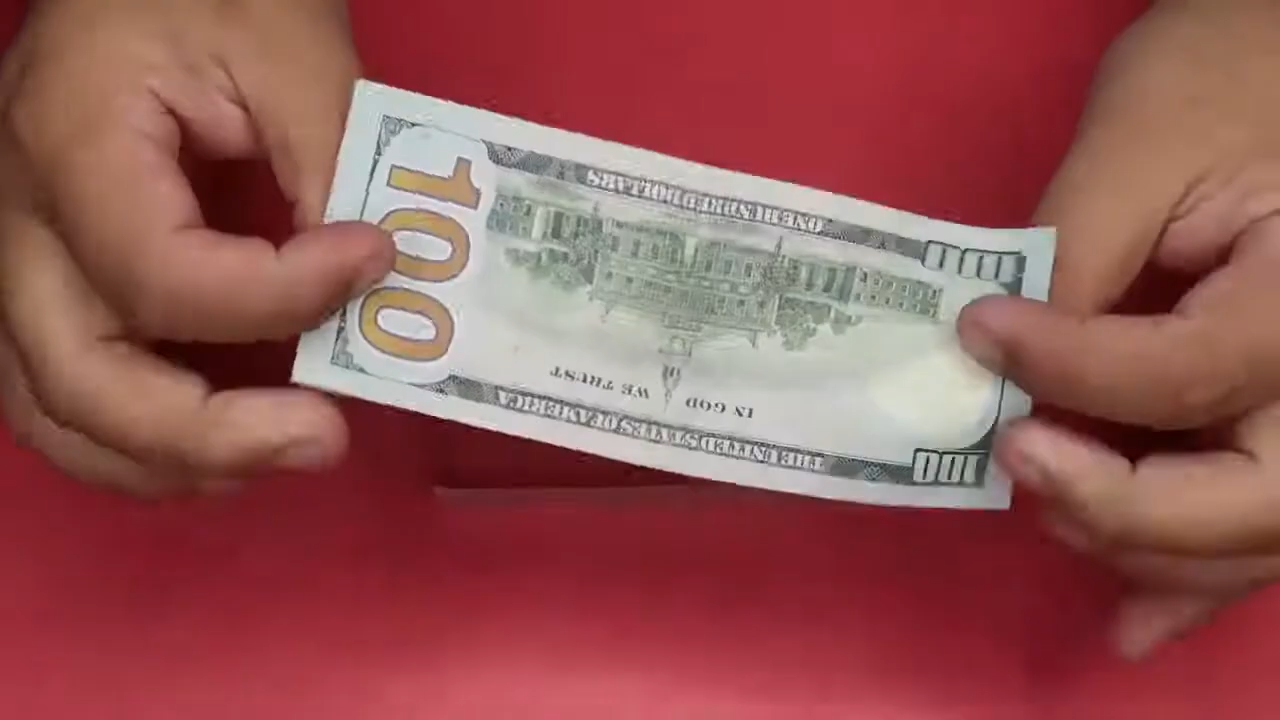 100
ONE HUNDRED DOLLARS
100
IN GOD WE TRUST
THE UNITED STATES OF AMERICA
100